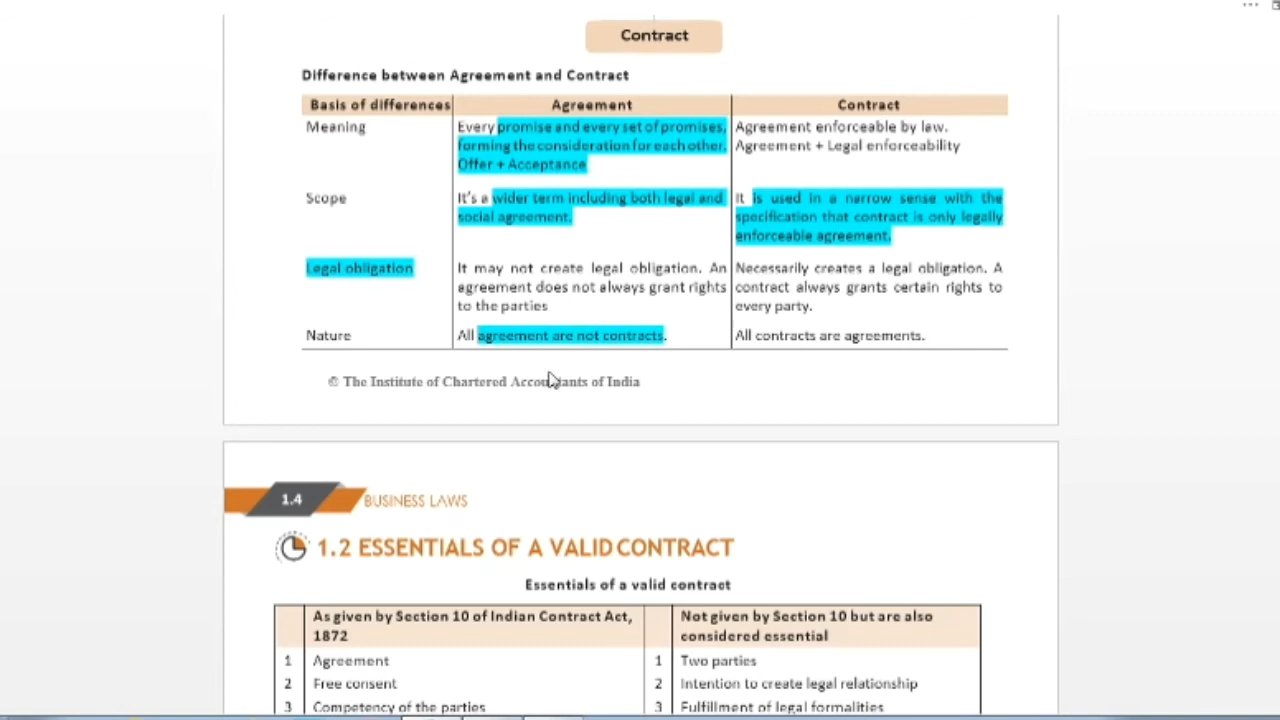 Contract
Difference between Agreement and Contract
Basis of differences Agreement Contract
Meaning Every promise and every set of promises, Agreement enforceable by law.
forming the consideration for each other. Agreement + Legal enforceability
Offer + Acceptance
Scope It's a wider term including both legal and It is used in a narrow sense with the
social agreement. specification that contract is only legally
enforceable agreement.
Legal obligation It may not create legal obligation. An Necessarily creates a legal obligation. A
agreement does not always grant rights contract always grants certain rights to
to the parties every party.
Nature All agreement are not contracts. All contracts are agreements.
© The Institute of Chartered Accountants of India
1.4 BUSINESS LAWS
1.2 ESSENTIALS OF A VALID CONTRACT
Essentials of a valid contract
As given by Section 10 of Indian Contract Act, Not given by Section 10 but are also
1872 considered essential
1 Agreement 1 Two parties
2 Free consent 2 Intention to create legal relationship
3 Competency of the parties 3 Fulfillment of legal formalities